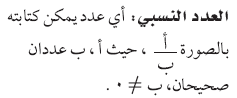 العدد النسبي: أي عدد يمكن كتابته
بالصورة أ/ب ، حيث أ ، ب عددان
صحيحان، ب ≠ ٠ .